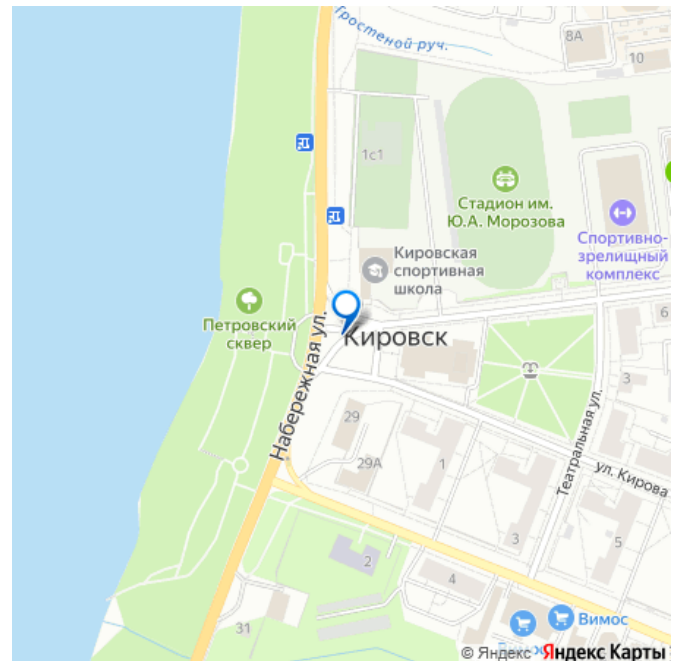 Тростеной руч.
8А
10
1с1
Стадион им.
Ю.А. Морозова
Спортивно-
зрелищный
комплекс
Кировская
спортивная
школа
Петровский
сквер
Набережная ул.
Кировск
6
3
Театральная ул.
29
29А
1
ул. Кирова
3
5
2
4
Вимос
31
© Яндекс Яндекс Карты